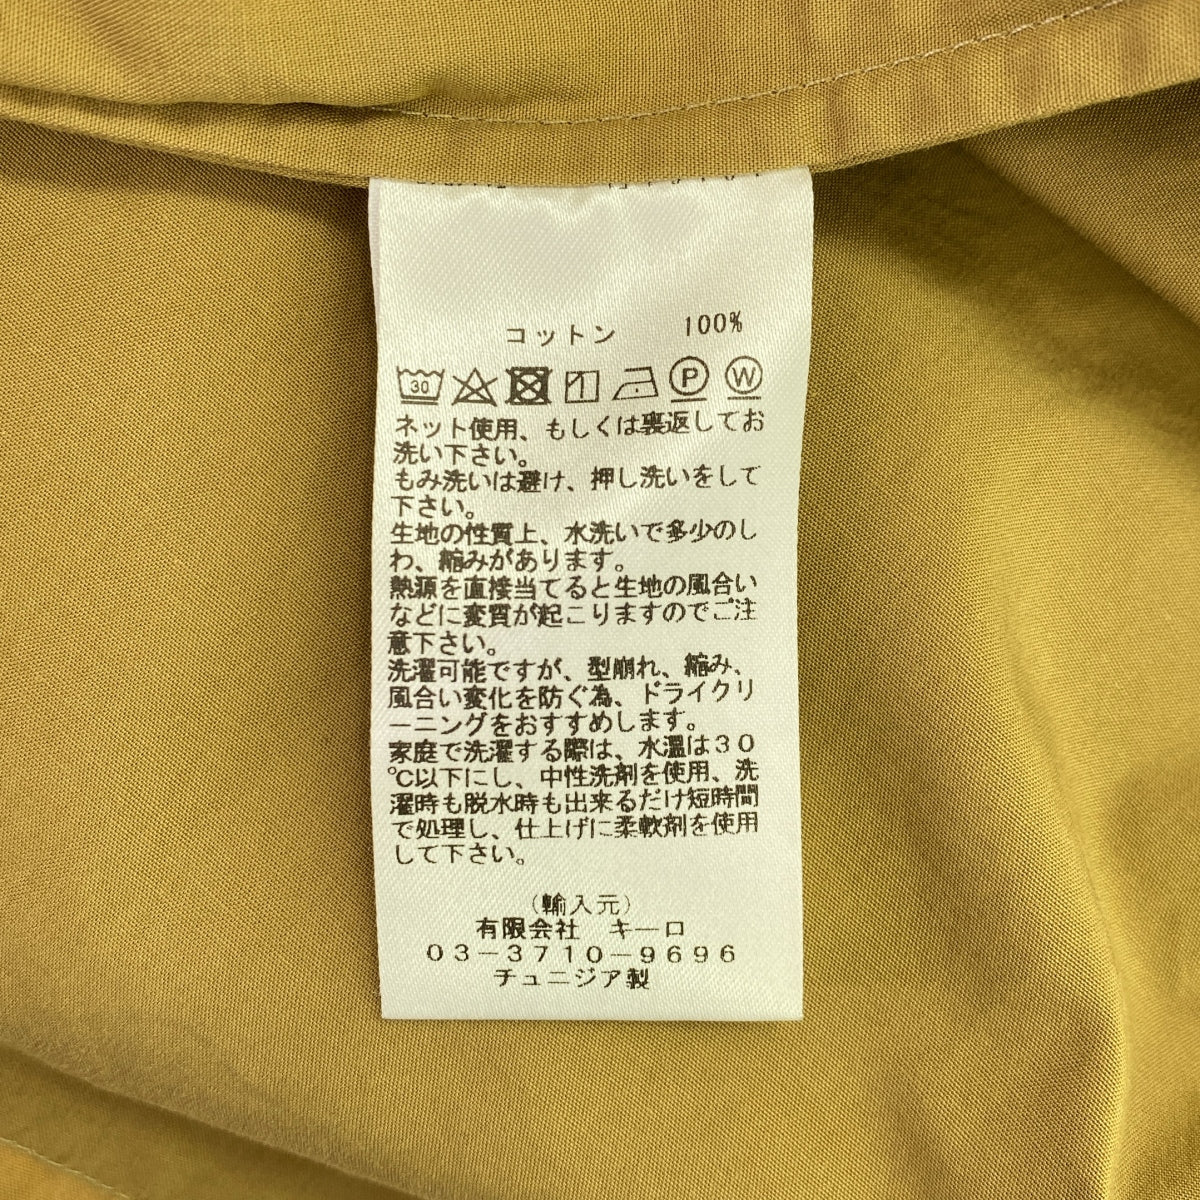 コットン 100%
30 P W
ネット使用、もしくは裏返してお
洗い下さい。
もみ洗いは避け、押し洗いをして
下さい。
生地の性質上、水洗いで多少のし
わ、縮みがあります。
熱源を直接当てると生地の風合い
などに変質が起こりますのでご注
意下さい。
洗濯可能ですが、型崩れ、縮み、
風合い変化を防ぐ為、ドライクリ
ーニングをおすすめします。
家庭で洗濯する際は、水温は30
℃以下にし、中性洗剤を使用、洗
濯時も脱水時も出来るだけ短時間
で処理し、仕上げに柔軟剤を使用
して下さい。
(輸入元)
有限会社 キーロ
03-3710-9696
チュニジア製